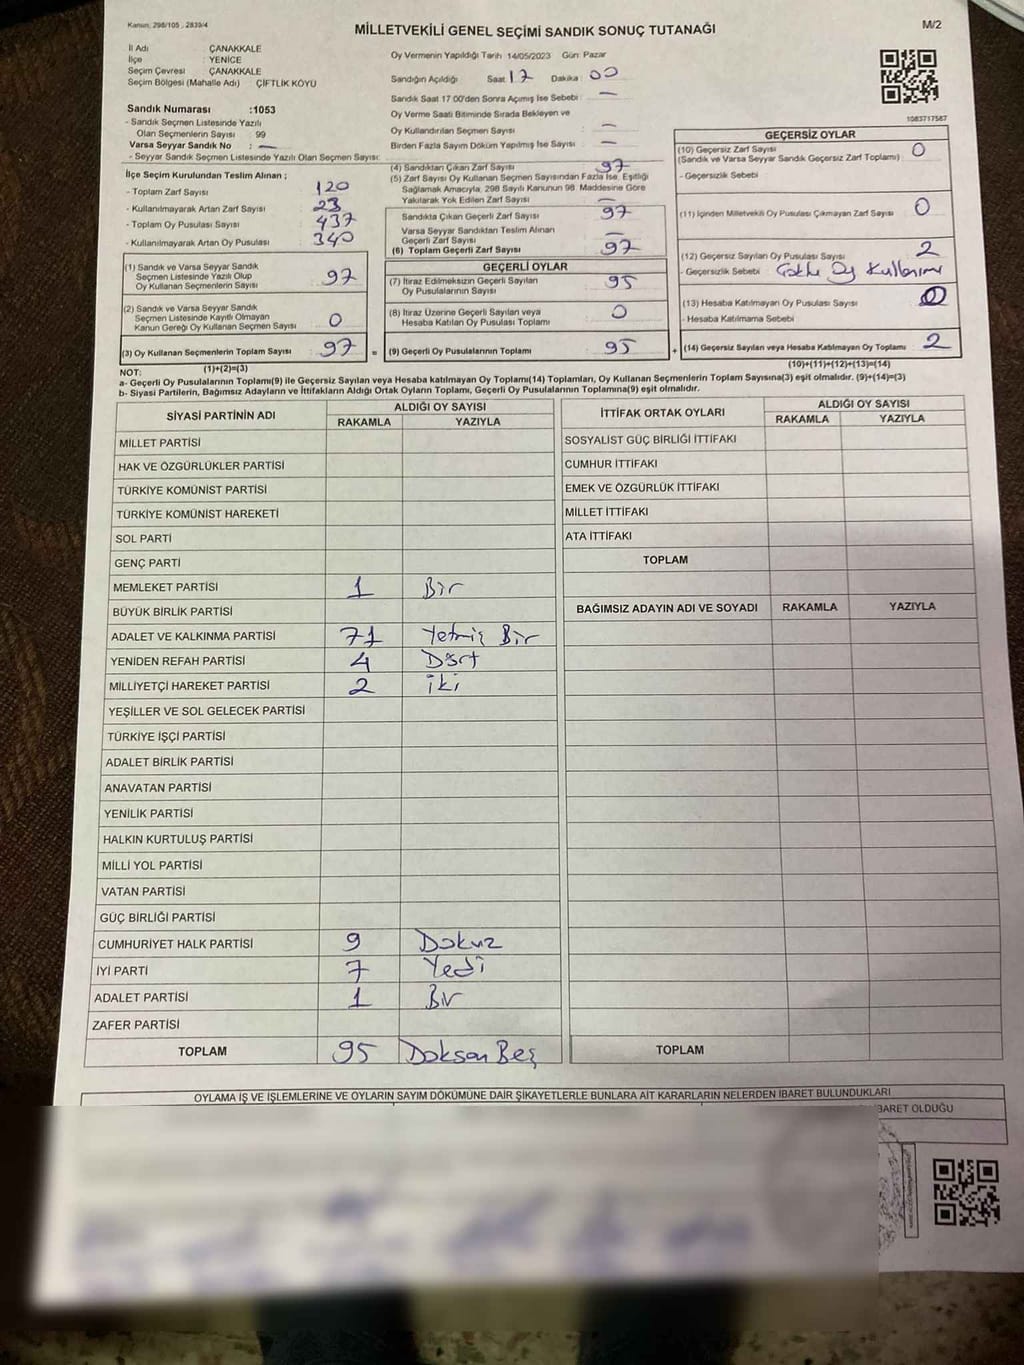 Kanun, 298/105 , 2839/4
MİLLETVEKİLİ GENEL SEÇİMİ SANDIK SONUÇ TUTANAĞI
M/2
İl Adı : ÇANAKKALE
İlçe : YENİCE
Seçim Çevresi : ÇANAKKALE
Seçim Bölgesi (Mahalle Adı) : ÇİFTLİK KÖYÜ
Sandık Numarası :1053
- Sandık Seçmen Listesinde Yazılı
Olan Seçmenlerin Sayısı : 99
Varsa Seyyar Sandık No : —
- Seyyar Sandık Seçmen Listesinde Yazılı Olan Seçmen Sayısı:
Oy Vermenin Yapıldığı Tarih 14/05/2023 Gün: Pazar
Sandığın Açıldığı Saat 17 Dakika : 00
Sandık Saat 17:00'den Sonra Açımış İse Sebebi : —
Oy Verme Saati Bitiminde Sırada Bekleyen ve
Oy Kullandırılan Seçmen Sayısı : —
Birden Fazla Sayım Döküm Yapılmış İse Sayısı : —
1083717587
İlçe Seçim Kurulundan Teslim Alınan ;
- Toplam Zarf Sayısı : 120
- Kullanılmayarak Artan Zarf Sayısı : 23
- Toplam Oy Pusulası Sayısı : 437
- Kullanılmayarak Artan Oy Pusulası : 340
(4) Sandıktan Çıkan Zarf Sayısı : 97
(5) Zarf Sayısı Oy Kullanan Seçmen Sayısından Fazla İse, Eşitliği
Sağlamak Amacıyla, 298 Sayılı Kanunun 98. Maddesine Göre
Yakılarak Yok Edilen Zarf Sayısı : —
Sandıkta Çıkan Geçerli Zarf Sayısı : 97
Varsa Seyyar Sandıktan Teslim Alınan
Geçerli Zarf Sayısı : —
(6) Toplam Geçerli Zarf Sayısı : 97
GEÇERSİZ OYLAR
(10) Geçersiz Zarf Sayısı : 0
(Sandık ve Varsa Seyyar Sandık Geçersiz Zarf Toplamı)
- Geçersizlik Sebebi :
(11) İçinden Milletvekili Oy Pusulası Çıkmayan Zarf Sayısı : 0
(12) Geçersiz Sayılan Oy Pusulası Sayısı : 2
- Geçersizlik Sebebi : Oy Kullanımı
(13) Hesaba Katılmayan Oy Pusulası Sayısı : 0
- Hesaba Katılmama Sebebi :
(14) Geçersiz Sayılan veya Hesaba Katılmayan Oy Toplamı : 2
(10)+(11)+(12)+(13)=(14)
(1) Sandık ve Varsa Seyyar Sandık
Seçmen Listesinde Yazılı Olup
Oy Kullanan Seçmenlerin Sayısı : 97
(2) Sandık ve Varsa Seyyar Sandık
Seçmen Listesinde Kayıtlı Olmayan
Kanun Gereği Oy Kullanan Seçmen Sayısı : 0
(3) Oy Kullanan Seçmenlerin Toplam Sayısı : 97 =
(1)+(2)=(3)
GEÇERLİ OYLAR
(7) İtiraz Edilmeksizin Geçerli Sayılan
Oy Pusulalarının Sayısı : 95
(8) İtiraz Üzerine Geçerli Sayılan veya
Hesaba Katılan Oy Pusulası Toplamı : 0
(9) Geçerli Oy Pusulalarının Toplamı : 95 +
NOT:
a- Geçerli Oy Pusulalarının Toplamı(9) ile Geçersiz Sayılan veya Hesaba katılmayan Oy Toplamı(14) Toplamları, Oy Kullanan Seçmenlerin Toplam Sayısına(3) eşit olmalıdır. (9)+(14)=(3)
b- Siyasi Partilerin, Bağımsız Adayların ve İttifakların Aldığı Ortak Oyların Toplamı, Geçerli Oy Pusulalarının Toplamına(9) eşit olmalıdır.
SİYASİ PARTİNİN ADI ALDIĞI OY SAYISI
RAKAMLA YAZIYLA
MİLLET PARTİSİ
HAK VE ÖZGÜRLÜKLER PARTİSİ
TÜRKİYE KOMÜNİST PARTİSİ
TÜRKİYE KOMÜNİST HAREKETİ
SOL PARTİ
GENÇ PARTİ
MEMLEKET PARTİSİ 1 Bir
BÜYÜK BİRLİK PARTİSİ
ADALET VE KALKINMA PARTİSİ 71 Yetmiş Bir
YENİDEN REFAH PARTİSİ 4 Dört
MİLLİYETÇİ HAREKET PARTİSİ 2 iki
YEŞİLLER VE SOL GELECEK PARTİSİ
TÜRKİYE İŞÇİ PARTİSİ
ADALET BİRLİK PARTİSİ
ANAVATAN PARTİSİ
YENİLİK PARTİSİ
HALKIN KURTULUŞ PARTİSİ
MİLLİ YOL PARTİSİ
VATAN PARTİSİ
GÜÇ BİRLİĞİ PARTİSİ
CUMHURİYET HALK PARTİSİ 9 Dokuz
İYİ PARTİ 7 Yedi
ADALET PARTİSİ 1 Bir
ZAFER PARTİSİ
TOPLAM 95 Doksan Beş
İTTİFAK ORTAK OYLARI ALDIĞI OY SAYISI
RAKAMLA YAZIYLA
SOSYALIST GÜÇ BİRLİĞİ İTTİFAKI
CUMHUR İTTİFAKI
EMEK VE ÖZGÜRLÜK İTTİFAKI
MİLLET İTTİFAKI
ATA İTTİFAKI
TOPLAM
BAĞIMSIZ ADAYIN ADI VE SOYADI RAKAMLA YAZIYLA
TOPLAM
OYLAMA İŞ VE İŞLEMLERİNE VE OYLARIN SAYIM DÖKÜMÜNE DAİR ŞİKAYETLERLE BUNLARA AİT KARARLARIN NELERDEN İBARET BULUNDUKLARI
BARET OLDUĞU